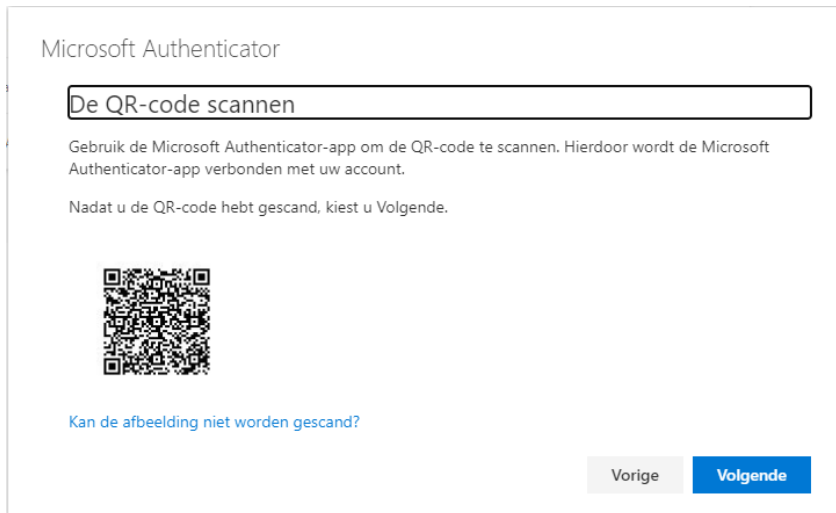 Microsoft Authenticator
De QR-code scannen
Gebruik de Microsoft Authenticator-app om de QR-code te scannen. Hierdoor wordt de Microsoft
Authenticator-app verbonden met uw account.
Nadat u de QR-code hebt gescand, kiest u Volgende.
Kan de afbeelding niet worden gescand?
Vorige
Volgende